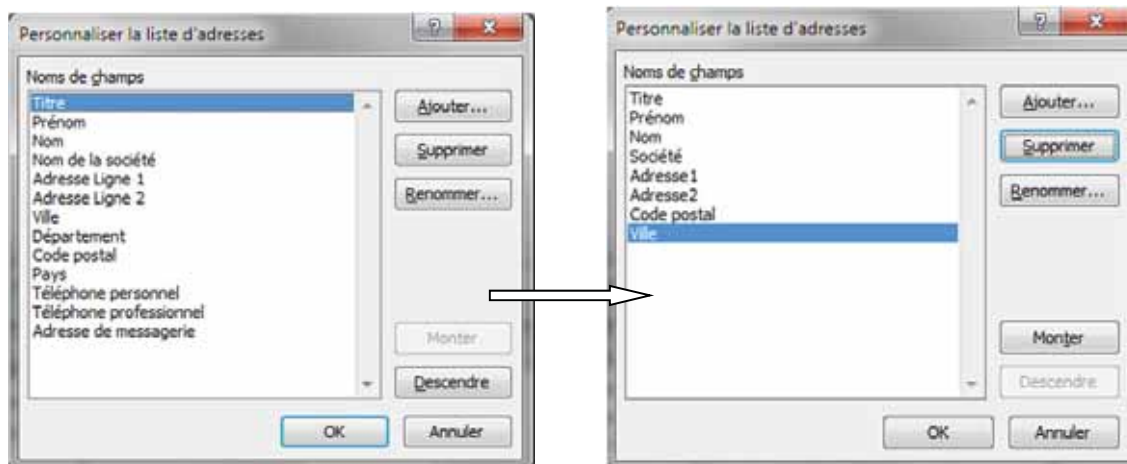 Personnaliser la liste d'adresses
Noms de champs
Titre
Prénom
Nom
Nom de la société
Adresse Ligne 1
Adresse Ligne 2
Ville
Département
Code postal
Pays
Téléphone personnel
Téléphone professionnel
Adresse de messagerie
Ajouter...
Supprimer
Renommer...
Monter
Descendre
OK
Annuler
Personnaliser la liste d'adresses
Noms de champs
Titre
Prénom
Nom
Société
Adresse1
Adresse2
Code postal
Ville
Ajouter...
Supprimer
Renommer...
Monter
Descendre
OK
Annuler